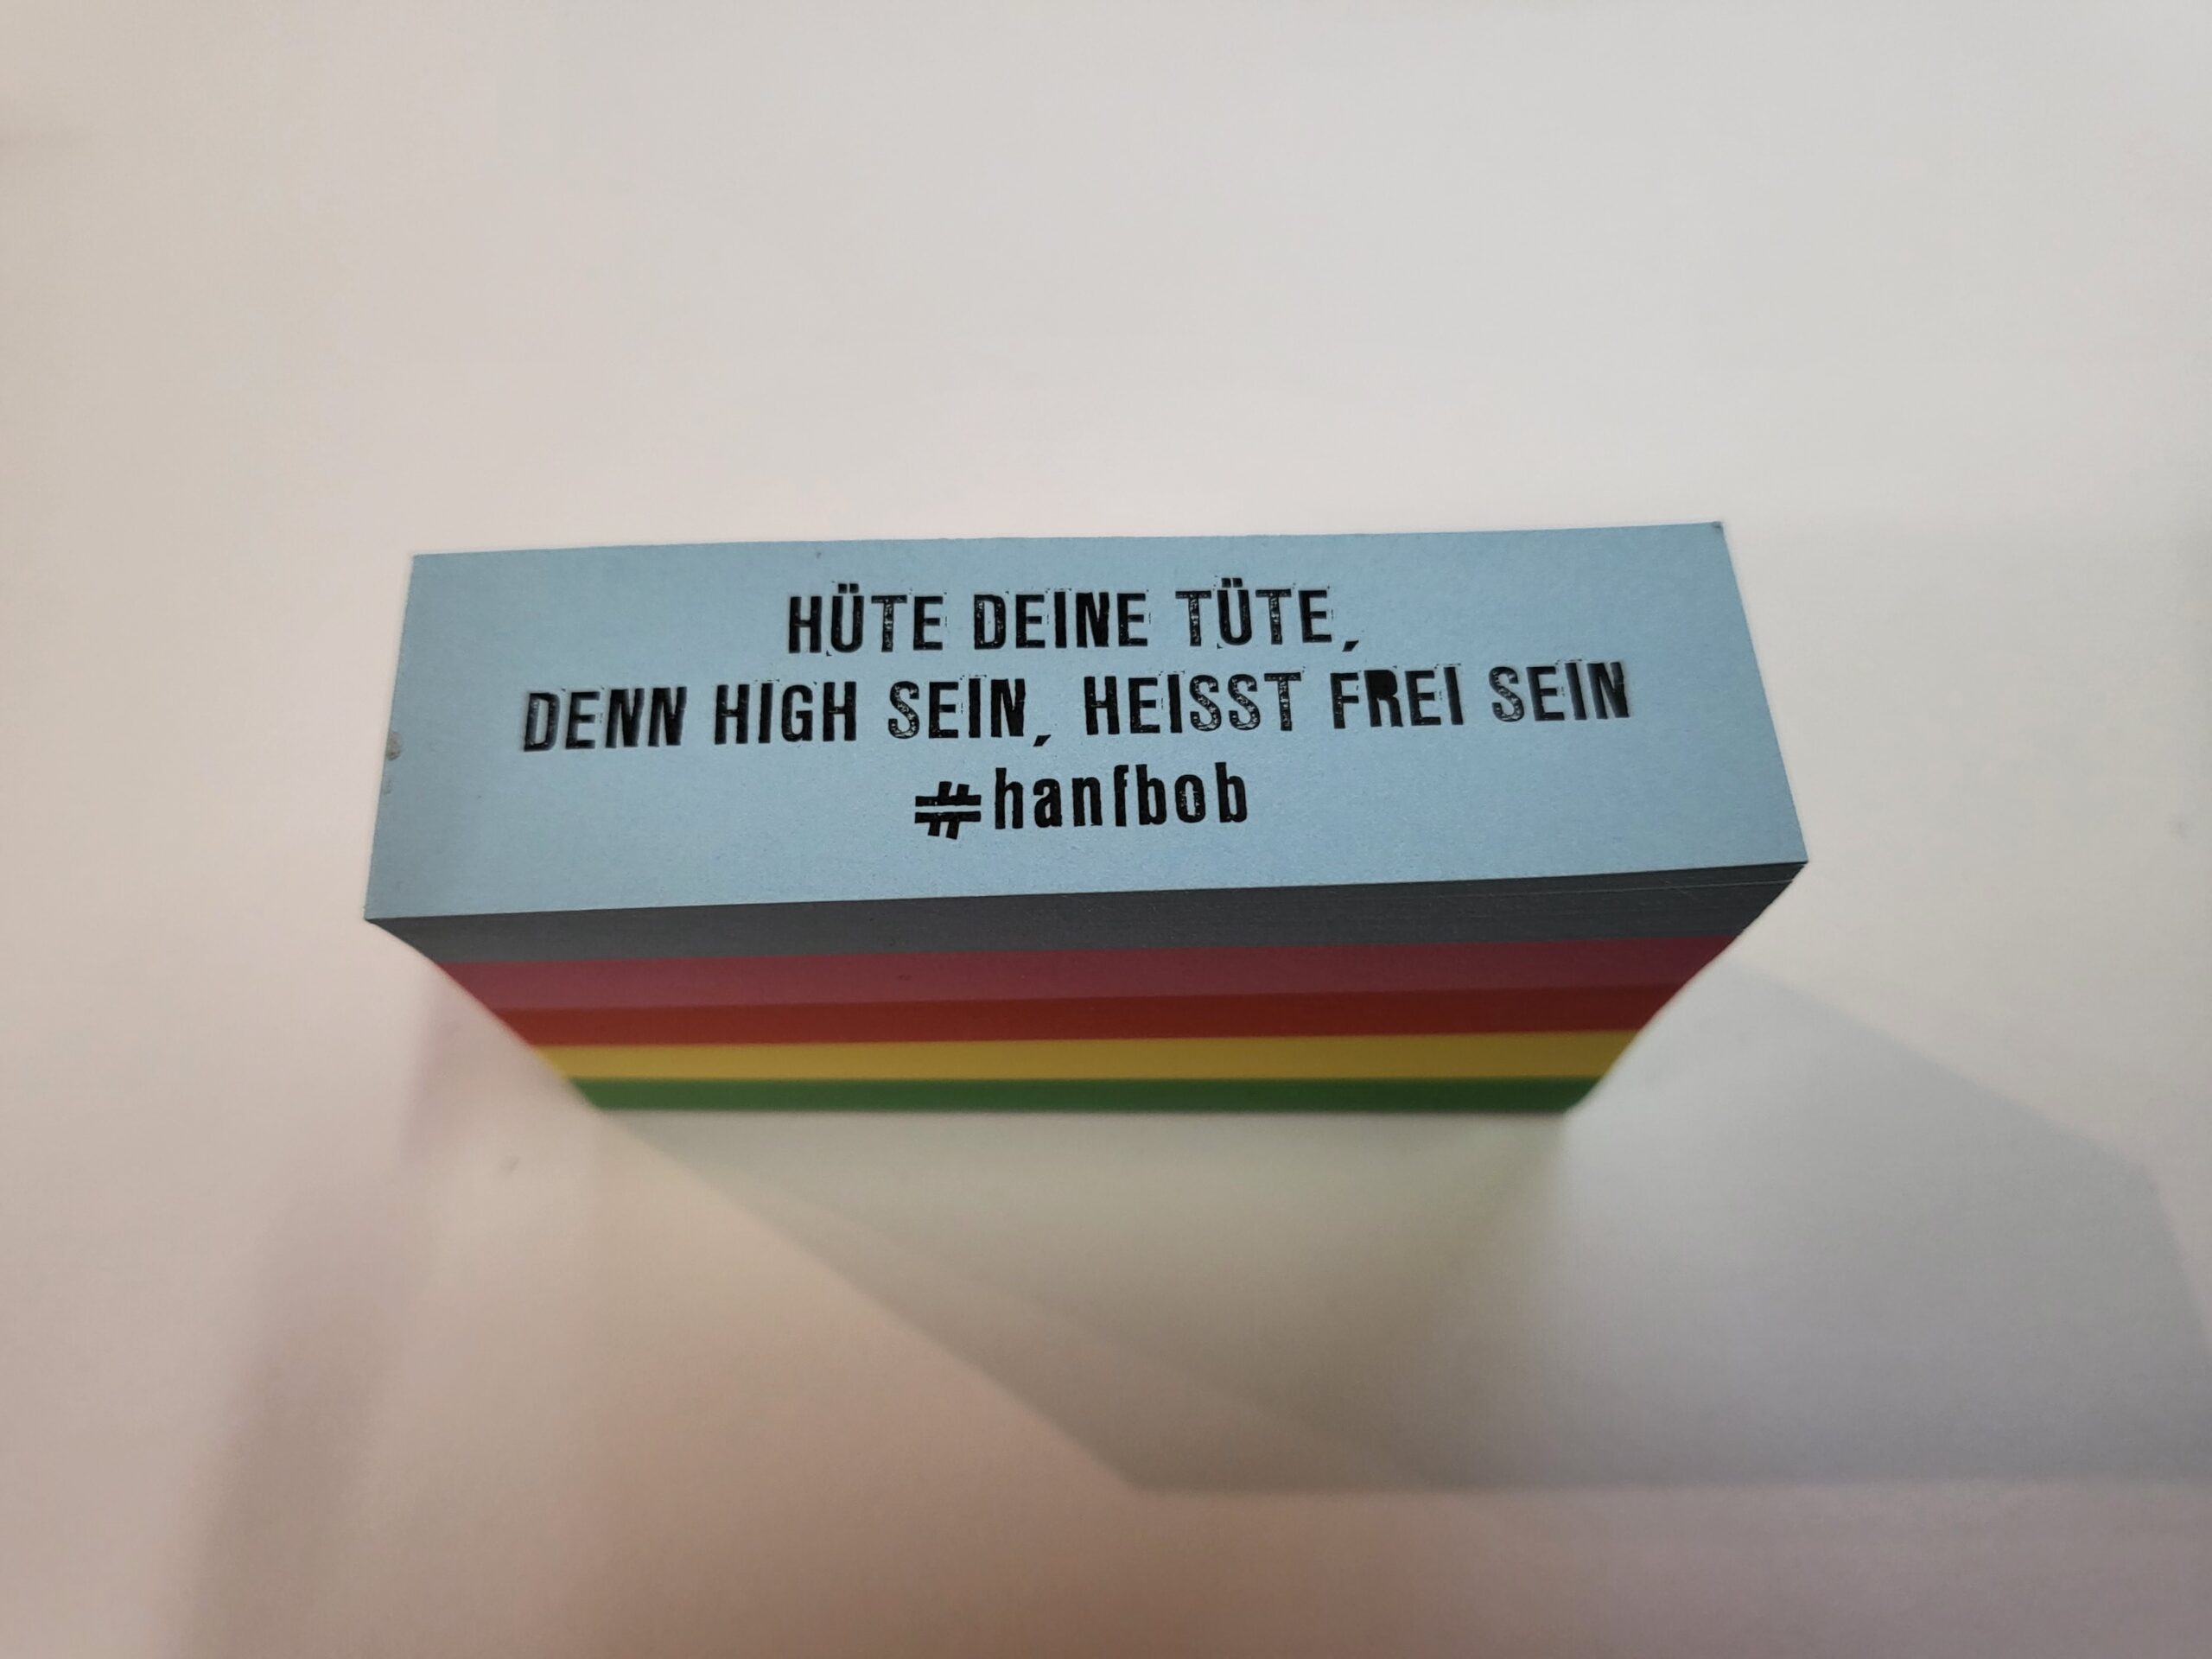 HÜTE DEINE TÜTE,
DENN HIGH SEIN, HEISST FREI SEIN
#hanfbob